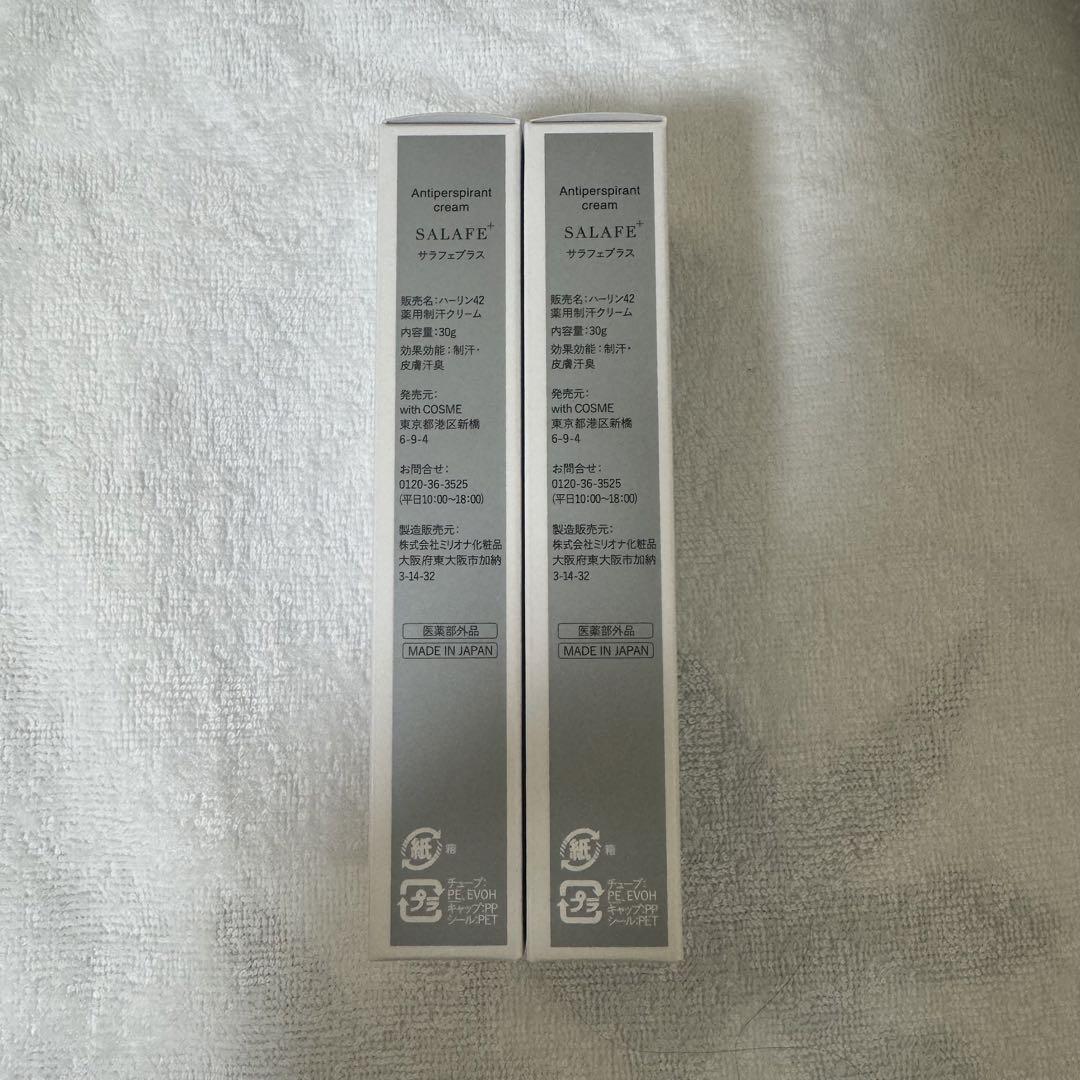 Antiperspirant
cream
SALAFE+
サラフェプラス
販売名:ハーリン42
薬用制汗クリーム
内容量:30g
効果効能:制汗・
皮膚汗臭
発売元:
with COSME
東京都港区新橋
6-9-4
お問合せ:
0120-36-3525
(平日10:00~18:00)
製造販売元:
株式会社ミリオナ化粧品
大阪府東大阪市加納
3-14-32
医薬部外品
MADE IN JAPAN
紙 箱
プラ
チューブ:
PE、EVOH
キャップ:PP
シール:PET
Antiperspirant
cream
SALAFE+
サラフェプラス
販売名:ハーリン42
薬用制汗クリーム
内容量:30g
効果効能:制汗・
皮膚汗臭
発売元:
with COSME
東京都港区新橋
6-9-4
お問合せ:
0120-36-3525
(平日10:00~18:00)
製造販売元:
株式会社ミリオナ化粧品
大阪府東大阪市加納
3-14-32
医薬部外品
MADE IN JAPAN
紙 箱
プラ
チューブ:
PE、EVOH
キャップ:PP
シール:PET